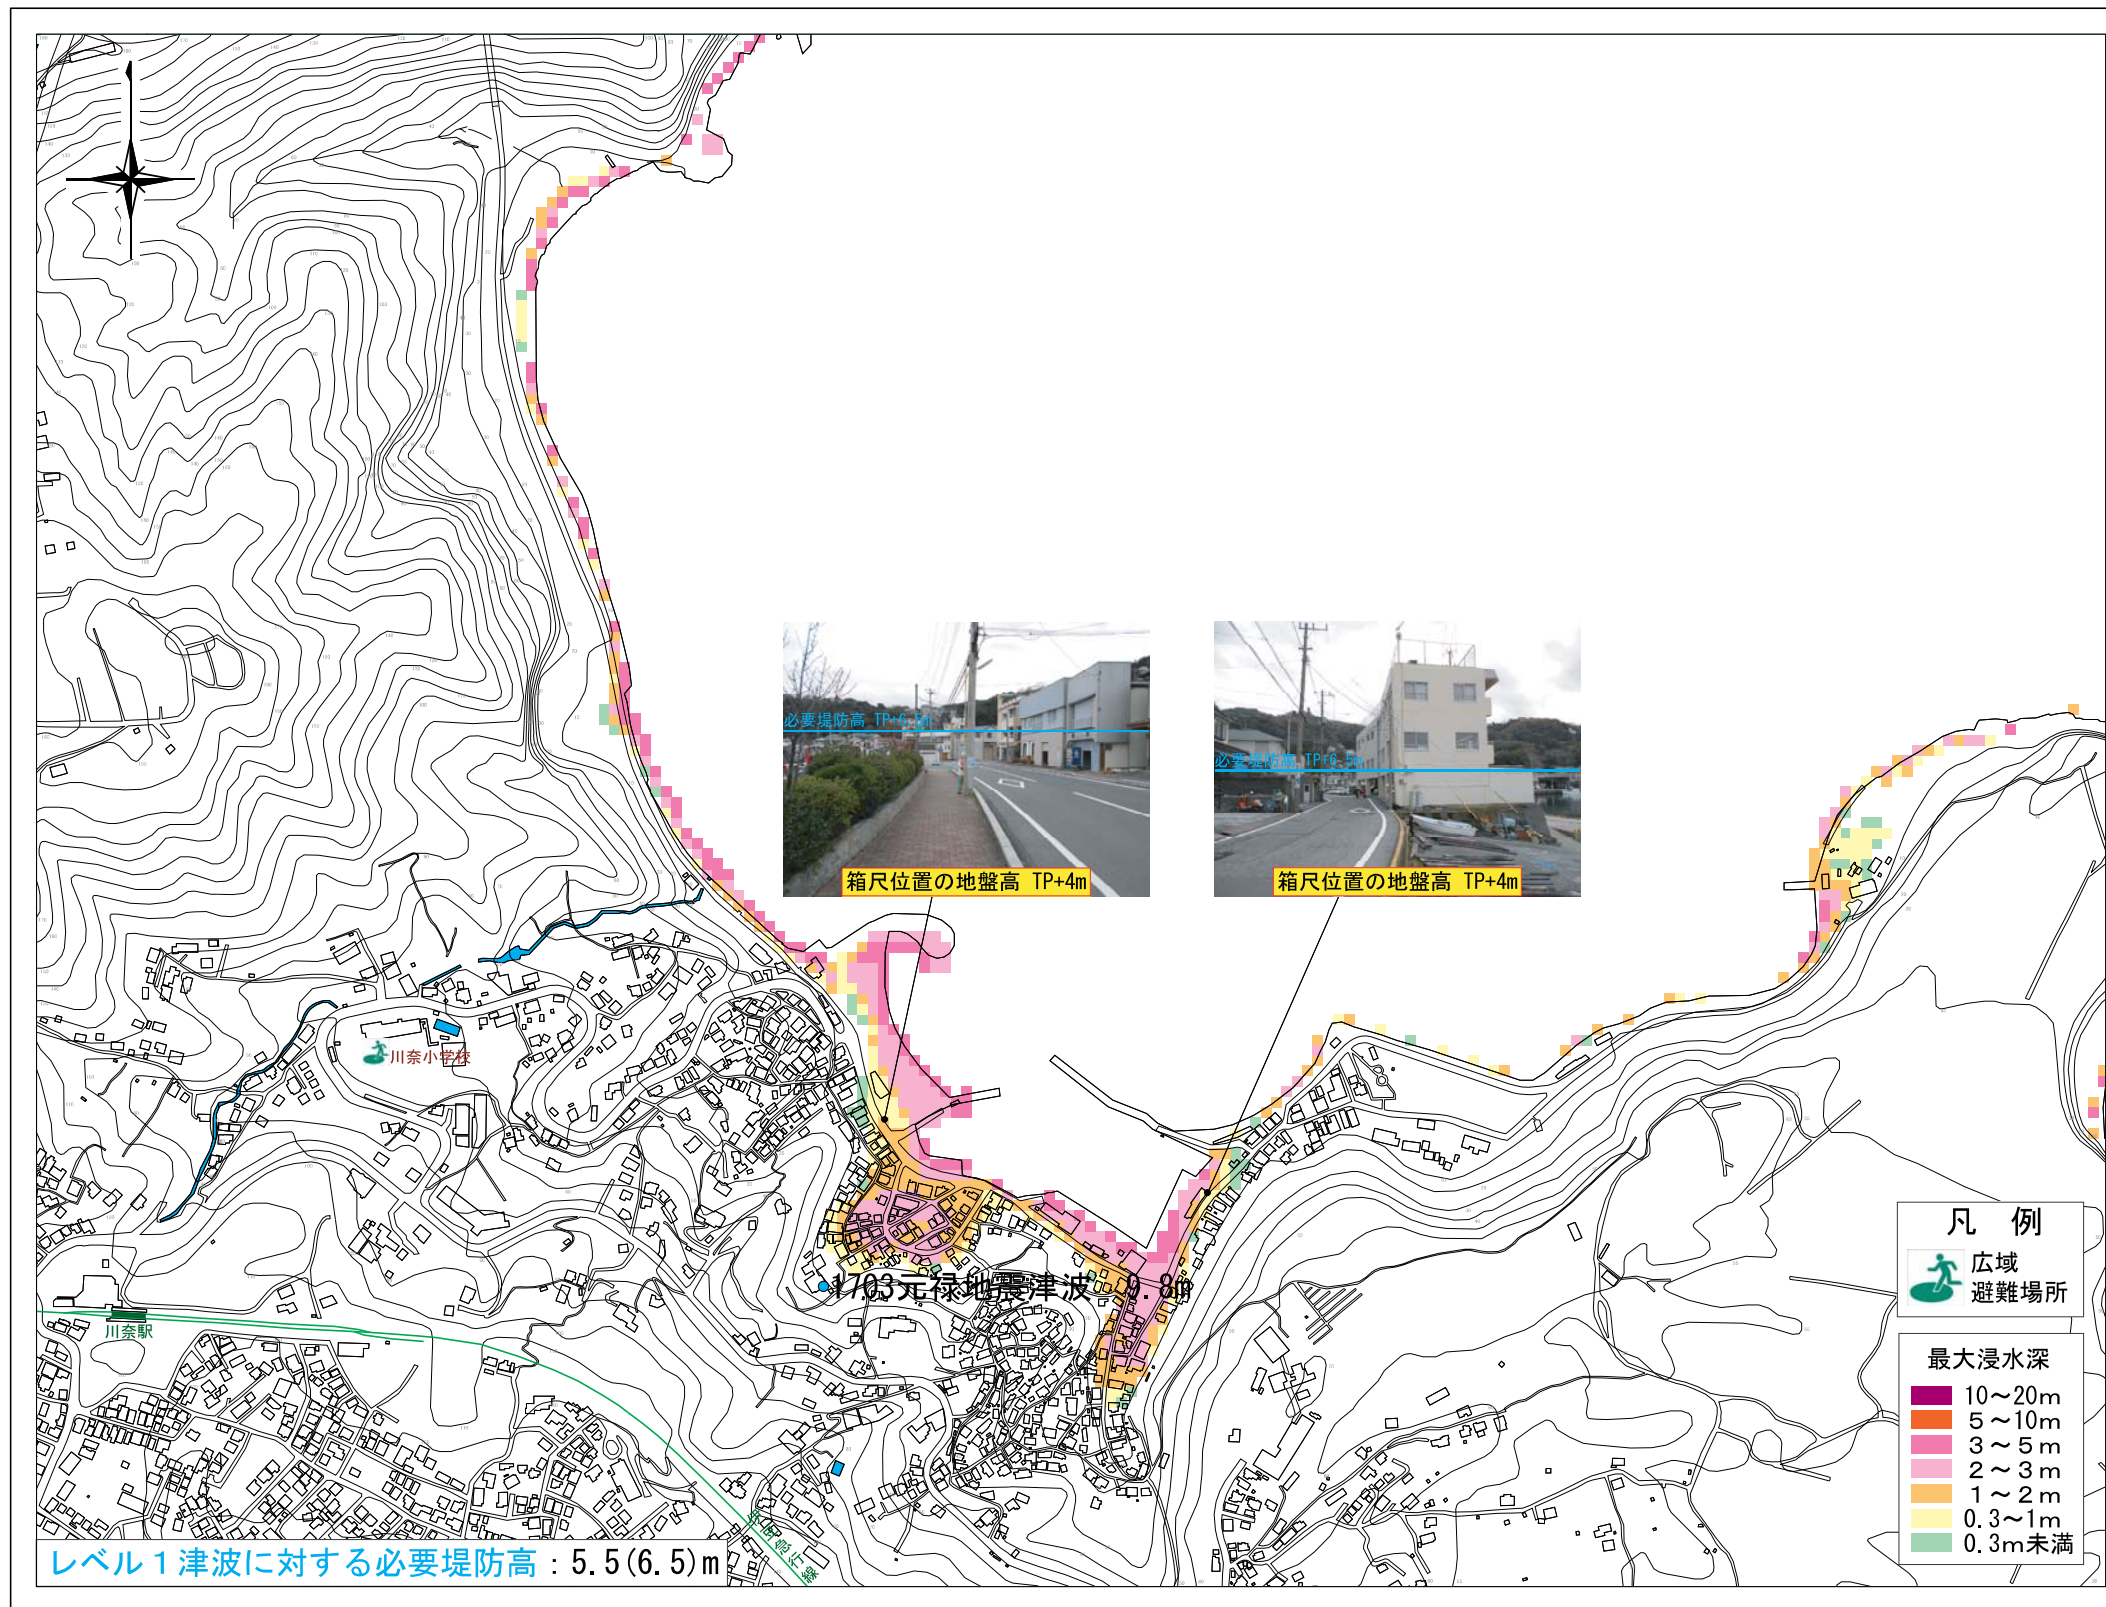 必要堤防高 TP+6.5m
必要堤防高 TP+6.5m
箱尺位置の地盤高 TP+4m
箱尺位置の地盤高 TP+4m
川奈小学校
1703元禄地震津波 9.8m
川奈駅
伊豆急行線
凡 例
広域
避難場所
最大浸水深
10～20m
5～10m
3～5m
2～3m
1～2m
0.3~1m
0.3m未満
レベル1津波に対する必要堤防高：5.5(6.5)m